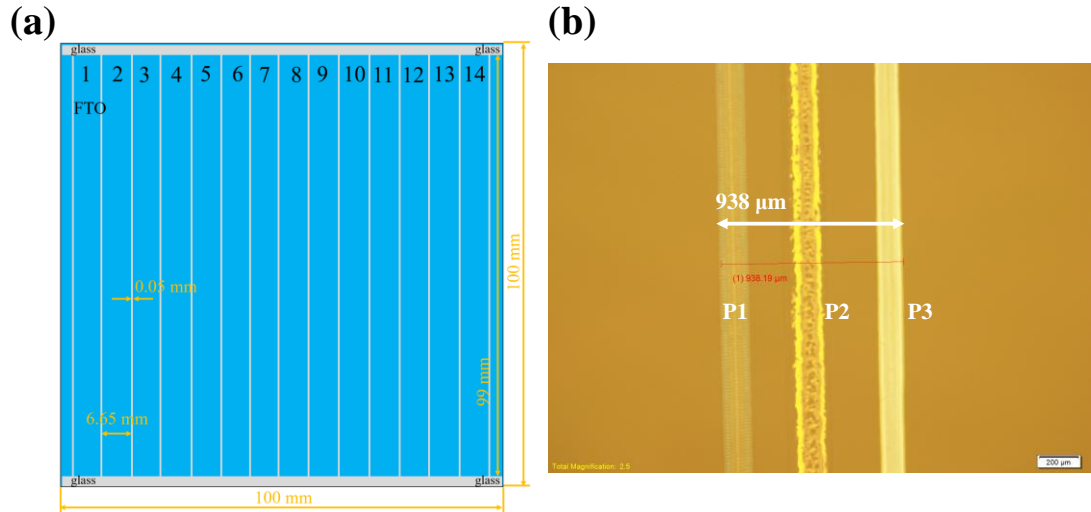 (a)
glass glass
1 2 3 4 5 6 7 8 9 10 11 12 13 14
FTO
0.05 mm
6.65 mm
99 mm
100 mm
glass glass
100 mm
(b)
938 µm
(1) 938.19 µm
P1 P2 P3
Total Magnification: 2.5
200 µm